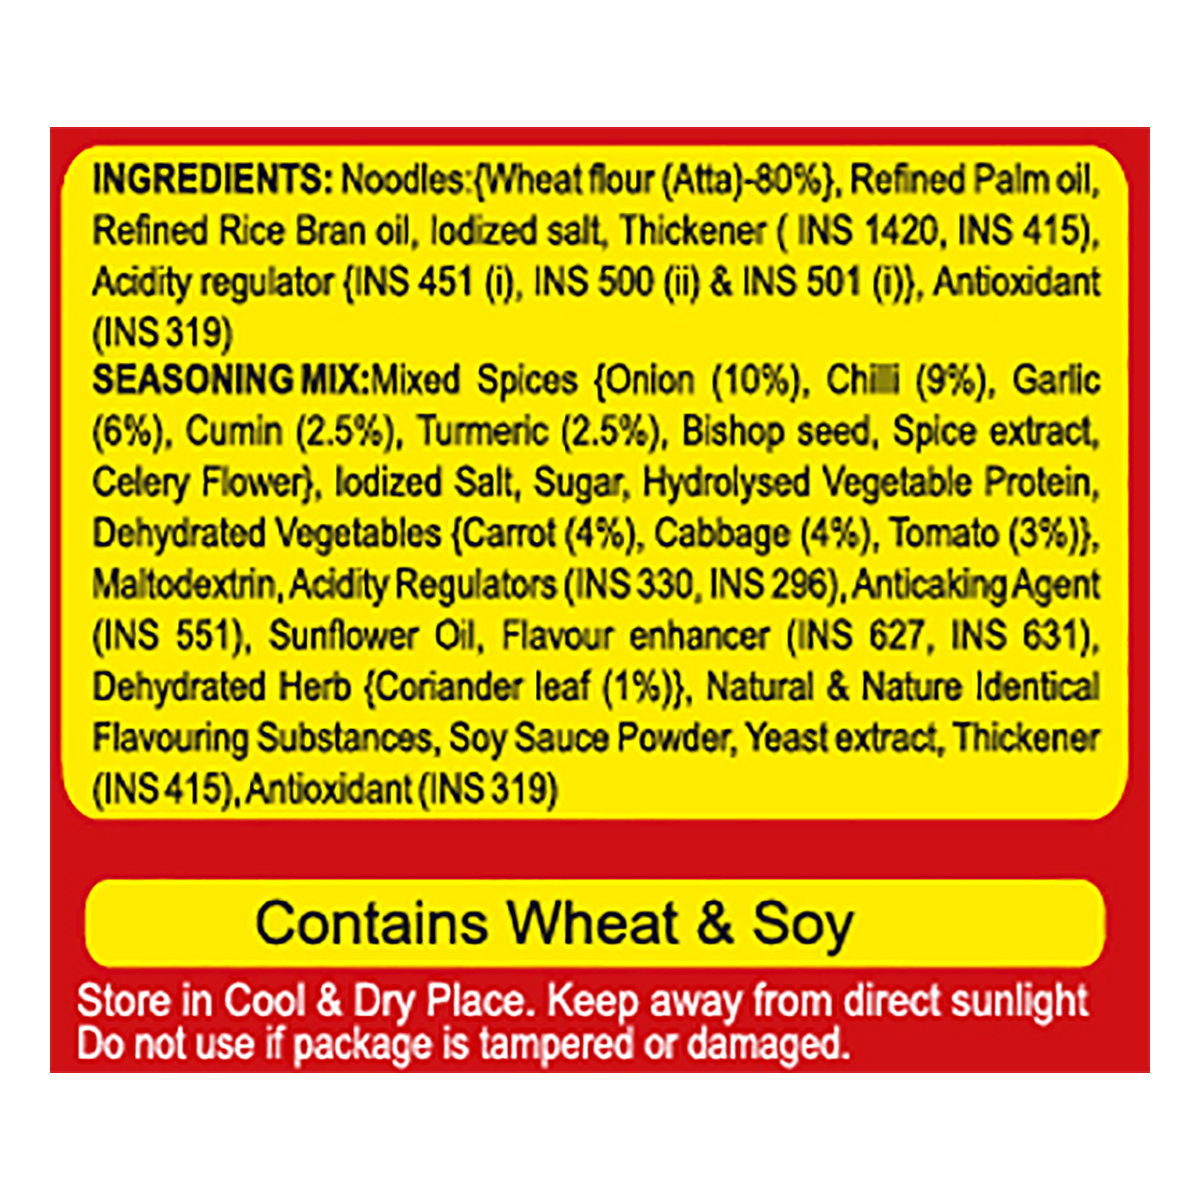 INGREDIENTS: Noodles:{Wheat flour (Atta)-80%}, Refined Palm oil,
Refined Rice Bran oil, Iodized salt, Thickener ( INS 1420, INS 415),
Acidity regulator {INS 451 (i), INS 500 (ii) & INS 501 (i)}, Antioxidant
(INS 319)
SEASONING MIX:Mixed Spices {Onion (10%), Chilli (9%), Garlic
(6%), Cumin (2.5%), Turmeric (2.5%), Bishop seed, Spice extract,
Celery Flower}, Iodized Salt, Sugar, Hydrolysed Vegetable Protein,
Dehydrated Vegetables {Carrot (4%), Cabbage (4%), Tomato (3%)},
Maltodextrin, Acidity Regulators (INS 330, INS 296), Anticaking Agent
(INS 551), Sunflower Oil, Flavour enhancer (INS 627, INS 631),
Dehydrated Herb {Coriander leaf (1%)}, Natural & Nature Identical
Flavouring Substances, Soy Sauce Powder, Yeast extract, Thickener
(INS 415), Antioxidant (INS 319)
Contains Wheat & Soy
Store in Cool & Dry Place. Keep away from direct sunlight
Do not use if package is tampered or damaged.